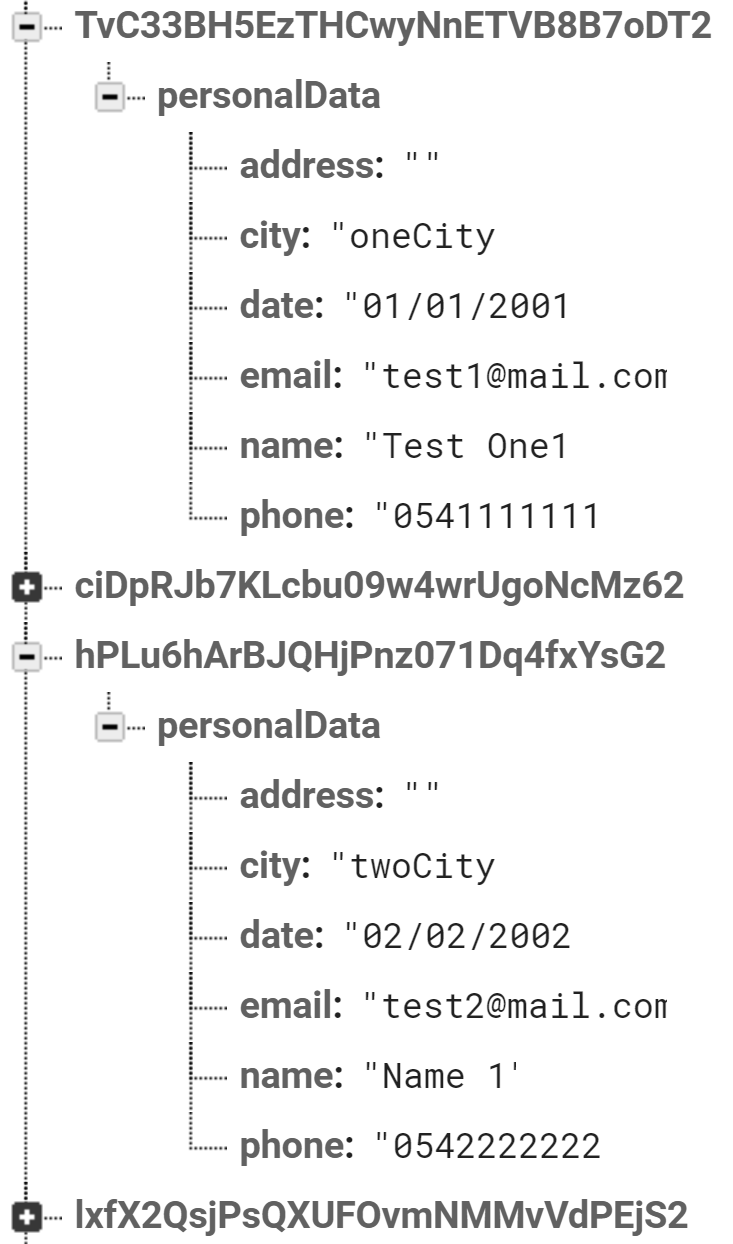 TvC33BH5EzTHCwyNnETVB8B7oDT2
personalData
address: ""
city: "oneCity
date: "01/01/2001
email: "test1@mail.com
name: "Test One1
phone: "0541111111
ciDpRJb7KLcbu09w4wrUgoNcMz62
hPLu6hArBJQHjPnz071Dq4fxYsG2
personalData
address: ""
city: "twoCity
date: "02/02/2002
email: "test2@mail.com
name: "Name 1'
phone: "0542222222
lxfX2QsjPsQXUFOvmNMMvVdPEjS2